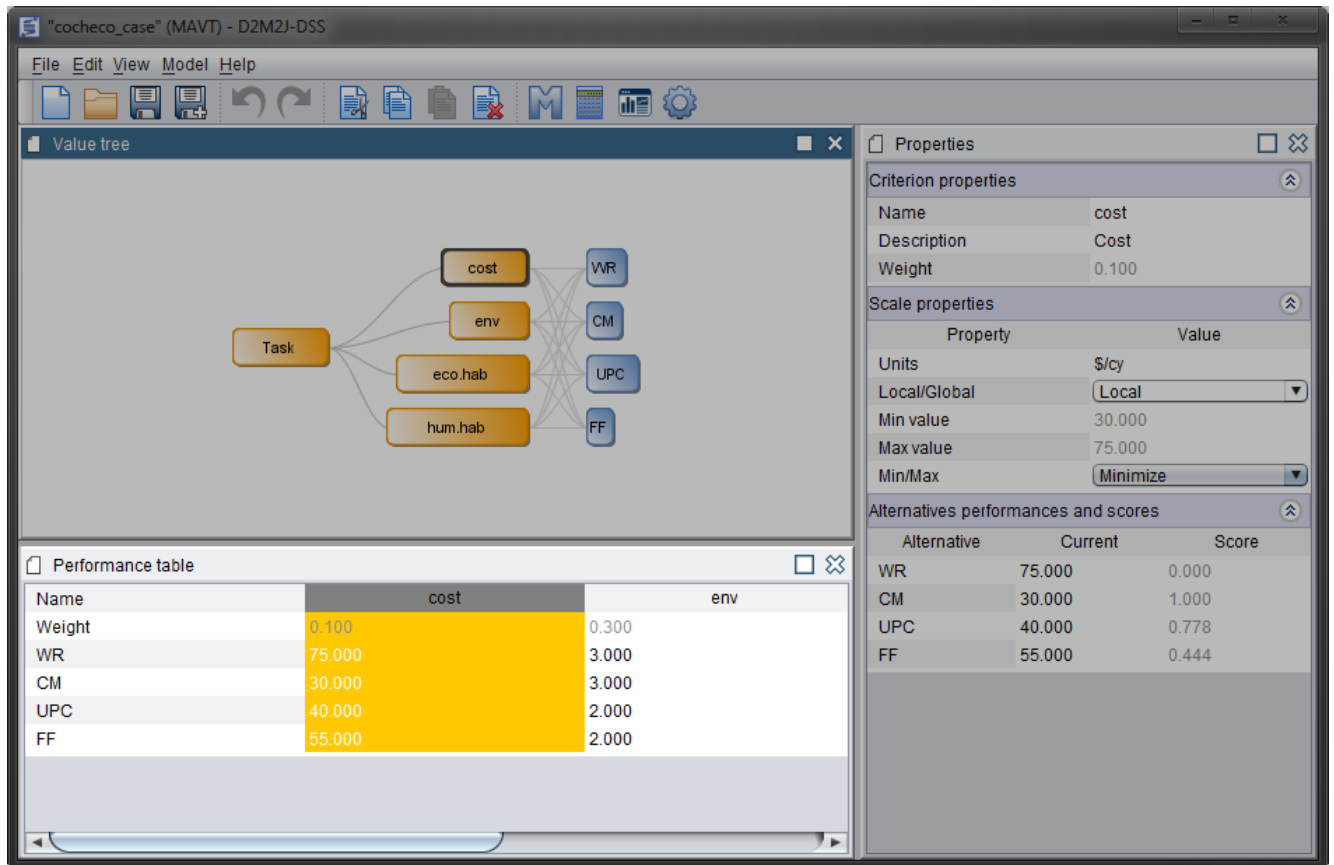 "cocheco_case" (MAVT) - D2M2J-DSS
File Edit View Model Help
Value tree
Task
cost
env
eco.hab
hum.hab
WR
CM
UPC
FF
Performance table
Name cost env
Weight 0.100 0.300
WR 75.000 3.000
CM 30.000 3.000
UPC 40.000 2.000
FF 55.000 2.000
Properties
Criterion properties
Name cost
Description Cost
Weight 0.100
Scale properties
Property Value
Units $/cy
Local/Global Local
Min value 30.000
Max value 75.000
Min/Max Minimize
Alternatives performances and scores
Alternative Current Score
WR 75.000 0.000
CM 30.000 1.000
UPC 40.000 0.778
FF 55.000 0.444